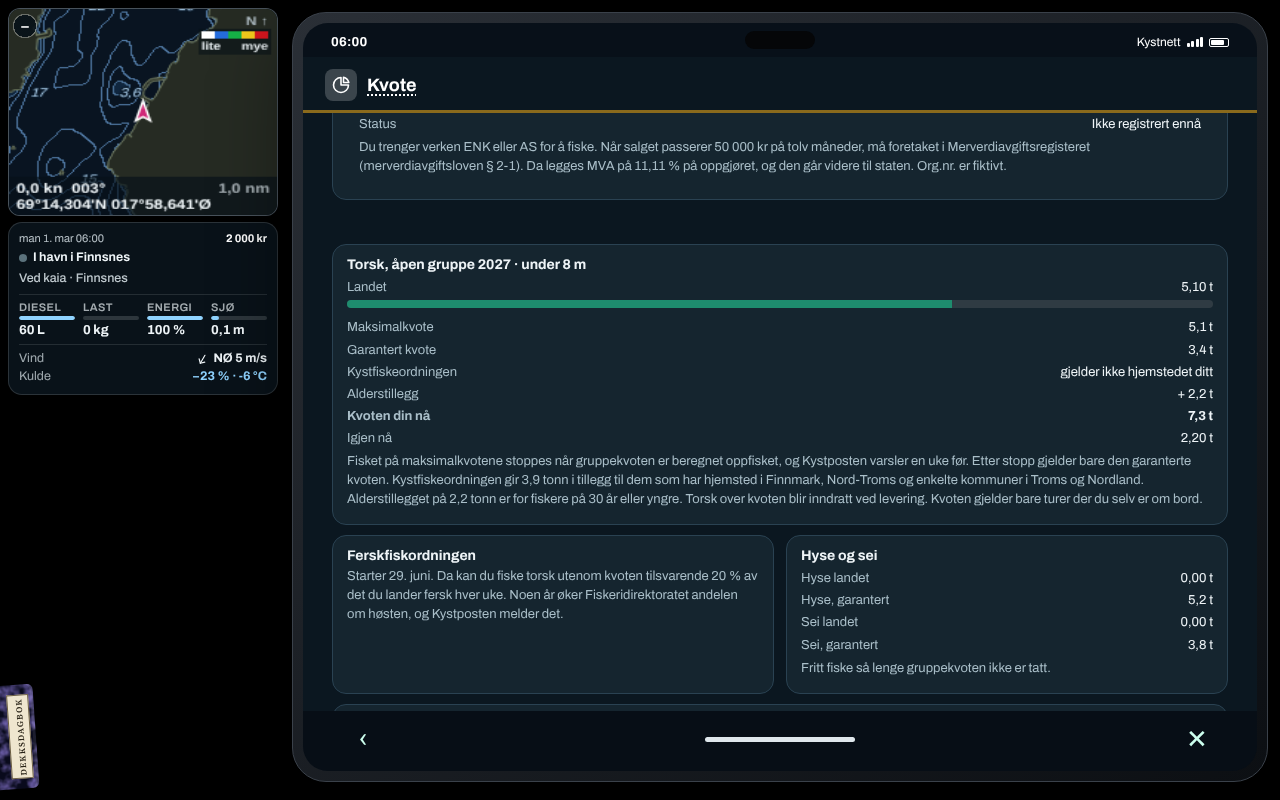 N ↑
lite mye
17
3,6
15
0,0 kn 003° 1,0 nm
69°14,304'N 017°58,641'Ø
man 1. mar 06:00 2 000 kr
I havn i Finnsnes
Ved kaia · Finnsnes
DIESEL LAST ENERGI SJØ
60 L 0 kg 100 % 0,1 m
Vind ↙ NØ 5 m/s
Kulde −23 % · -6 °C
DEKKSDAGBOK
06:00 Kystnett
Kvote
Status Ikke registrert ennå
Du trenger verken ENK eller AS for å fiske. Når salget passerer 50 000 kr på tolv måneder, må foretaket i Merverdiavgiftsregisteret
(merverdiavgiftsloven § 2-1). Da legges MVA på 11,11 % på oppgjøret, og den går videre til staten. Org.nr. er fiktivt.
Torsk, åpen gruppe 2027 · under 8 m
Landet 5,10 t
Maksimalkvote 5,1 t
Garantert kvote 3,4 t
Kystfiskeordningen gjelder ikke hjemstedet ditt
Alderstillegg + 2,2 t
Kvoten din nå 7,3 t
Igjen nå 2,20 t
Fisket på maksimalkvotene stoppes når gruppekvoten er beregnet oppfisket, og Kystposten varsler en uke før. Etter stopp gjelder bare den garanterte
kvoten. Kystfiskeordningen gir 3,9 tonn i tillegg til dem som har hjemsted i Finnmark, Nord-Troms og enkelte kommuner i Troms og Nordland.
Alderstillegget på 2,2 tonn er for fiskere på 30 år eller yngre. Torsk over kvoten blir inndratt ved levering. Kvoten gjelder bare turer der du selv er om bord.
Ferskfiskordningen
Starter 29. juni. Da kan du fiske torsk utenom kvoten tilsvarende 20 % av
det du lander fersk hver uke. Noen år øker Fiskeridirektoratet andelen
om høsten, og Kystposten melder det.
Hyse og sei
Hyse landet 0,00 t
Hyse, garantert 5,2 t
Sei landet 0,00 t
Sei, garantert 3,8 t
Fritt fiske så lenge gruppekvoten ikke er tatt.